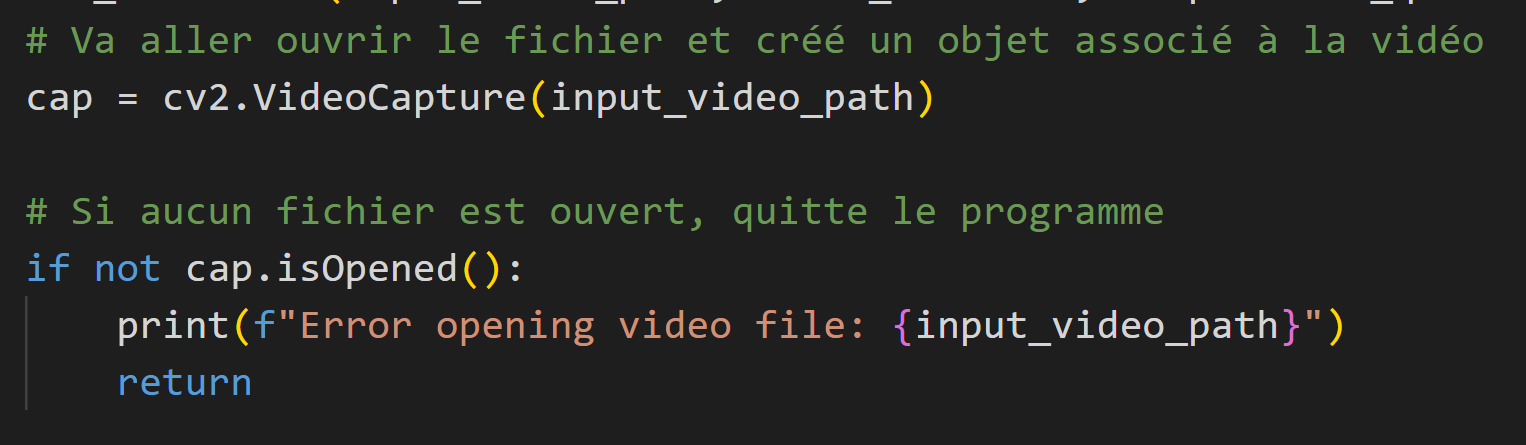 # Va aller ouvrir le fichier et créé un objet associé à la vidéo
cap = cv2.VideoCapture(input_video_path)
# Si aucun fichier est ouvert, quitte le programme
if not cap.isOpened():
print(f"Error opening video file: {input_video_path}")
return